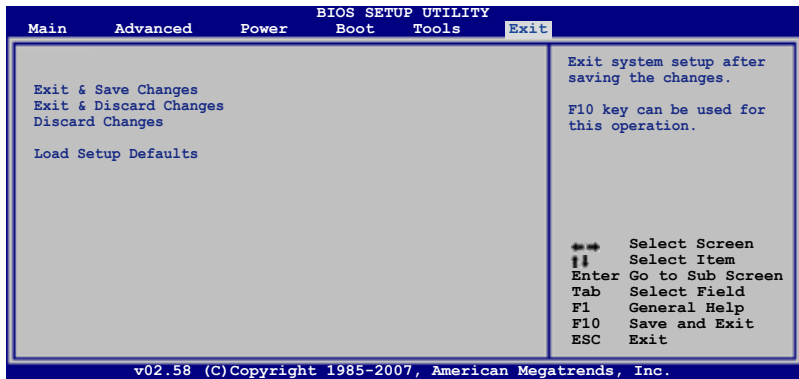 BIOS SETUP UTILITY
Main Advanced Power Boot Tools Exit
Exit & Save Changes
Exit & Discard Changes
Discard Changes
Load Setup Defaults
Exit system setup after
saving the changes.
F10 key can be used for
this operation.
←→ Select Screen
↑↓ Select Item
Enter Go to Sub Screen
Tab Select Field
F1 General Help
F10 Save and Exit
ESC Exit
v02.58 (C)Copyright 1985-2007, American Megatrends, Inc.